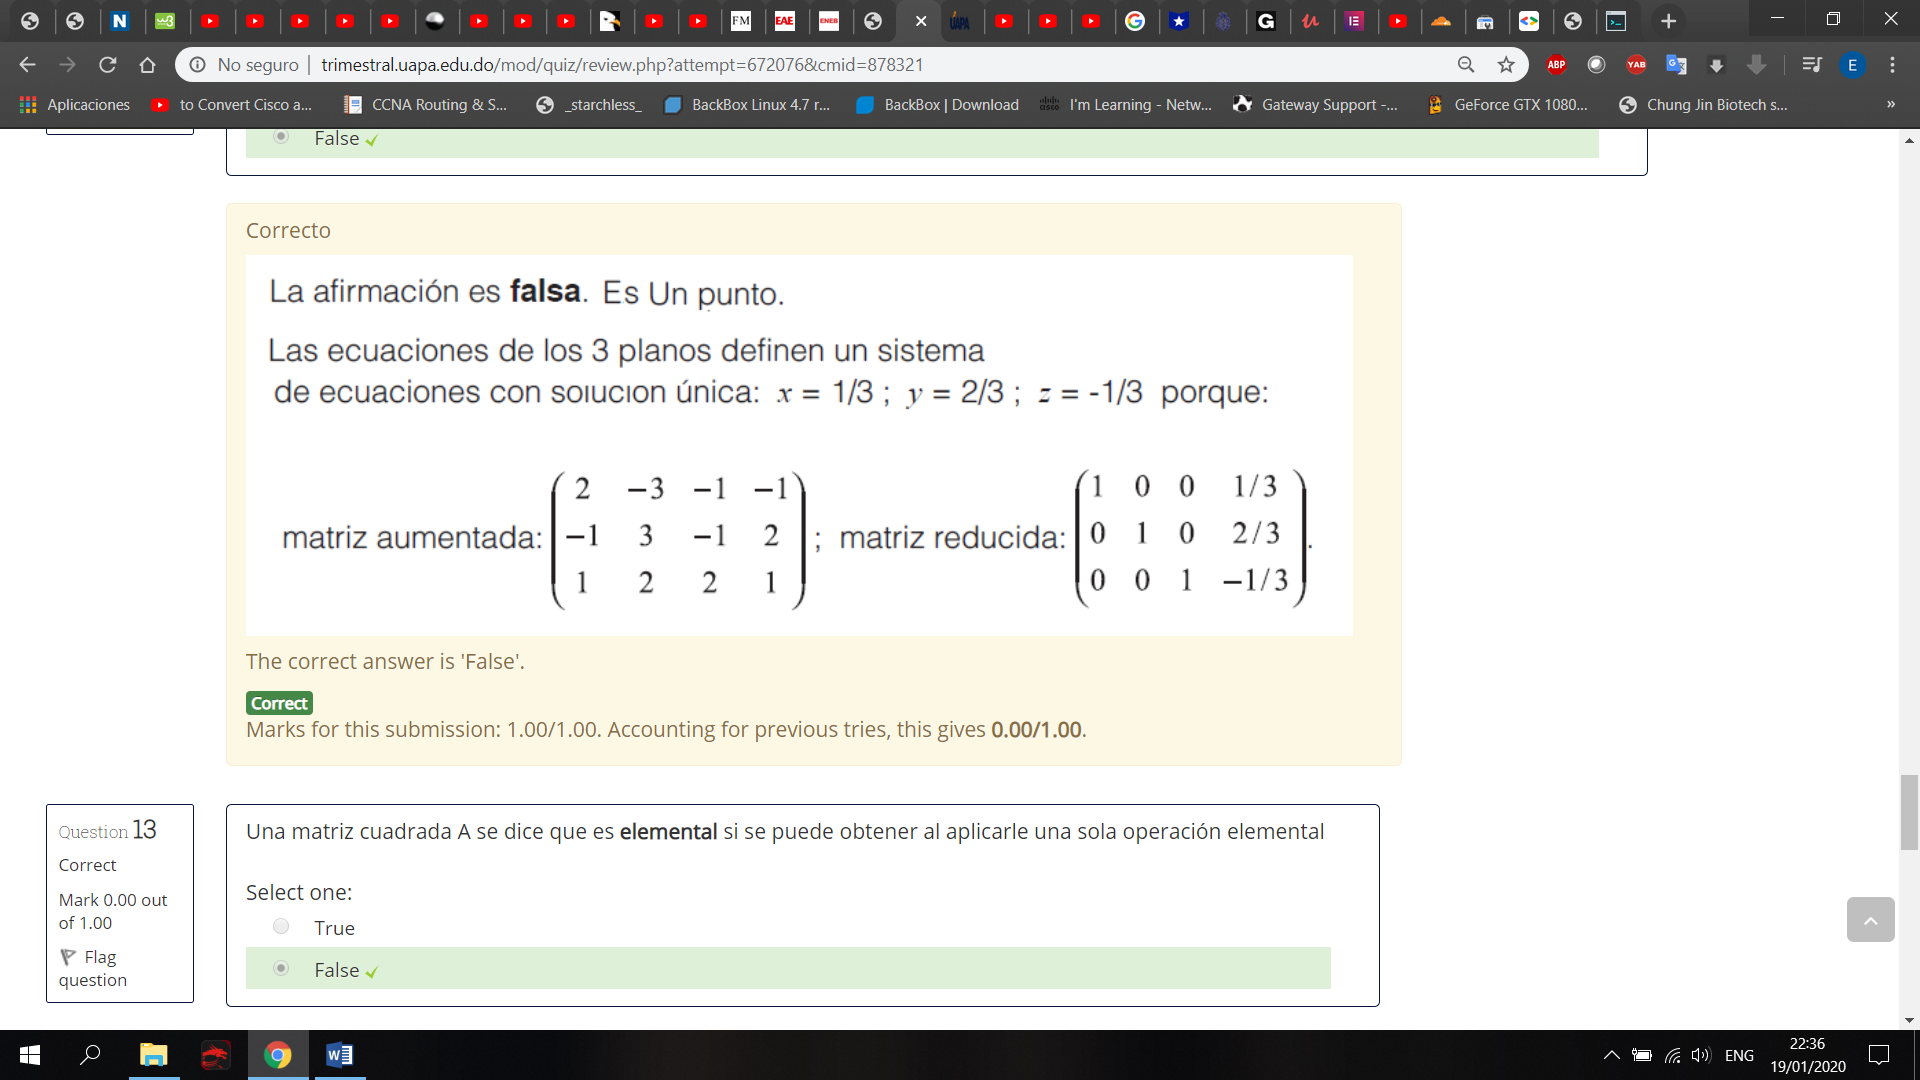 No seguro | trimestral.uapa.edu.do/mod/quiz/review.php?attempt=672076&cmid=878321
Aplicaciones to Convert Cisco a... CCNA Routing & S... _starchless_ BackBox Linux 4.7 r... BackBox | Download I'm Learning - Netw... Gateway Support -... GeForce GTX 1080... Chung Jin Biotech s... »
False
Correcto
La afirmación es falsa. Es Un punto.
Las ecuaciones de los 3 planos definen un sistema
de ecuaciones con solucion única: x = 1/3 ; y = 2/3 ; z = -1/3 porque:
matriz aumentada: ( 2 −3 −1 −1
−1 3 −1 2
1 2 2 1 ) ; matriz reducida: ( 1 0 0 1/3
0 1 0 2/3
0 0 1 −1/3 ).
The correct answer is 'False'.
Correct
Marks for this submission: 1.00/1.00. Accounting for previous tries, this gives 0.00/1.00.
Question 13
Correct
Mark 0.00 out
of 1.00
Flag
question
Una matriz cuadrada A se dice que es elemental si se puede obtener al aplicarle una sola operación elemental
Select one:
True
False
ENG
22:36
19/01/2020